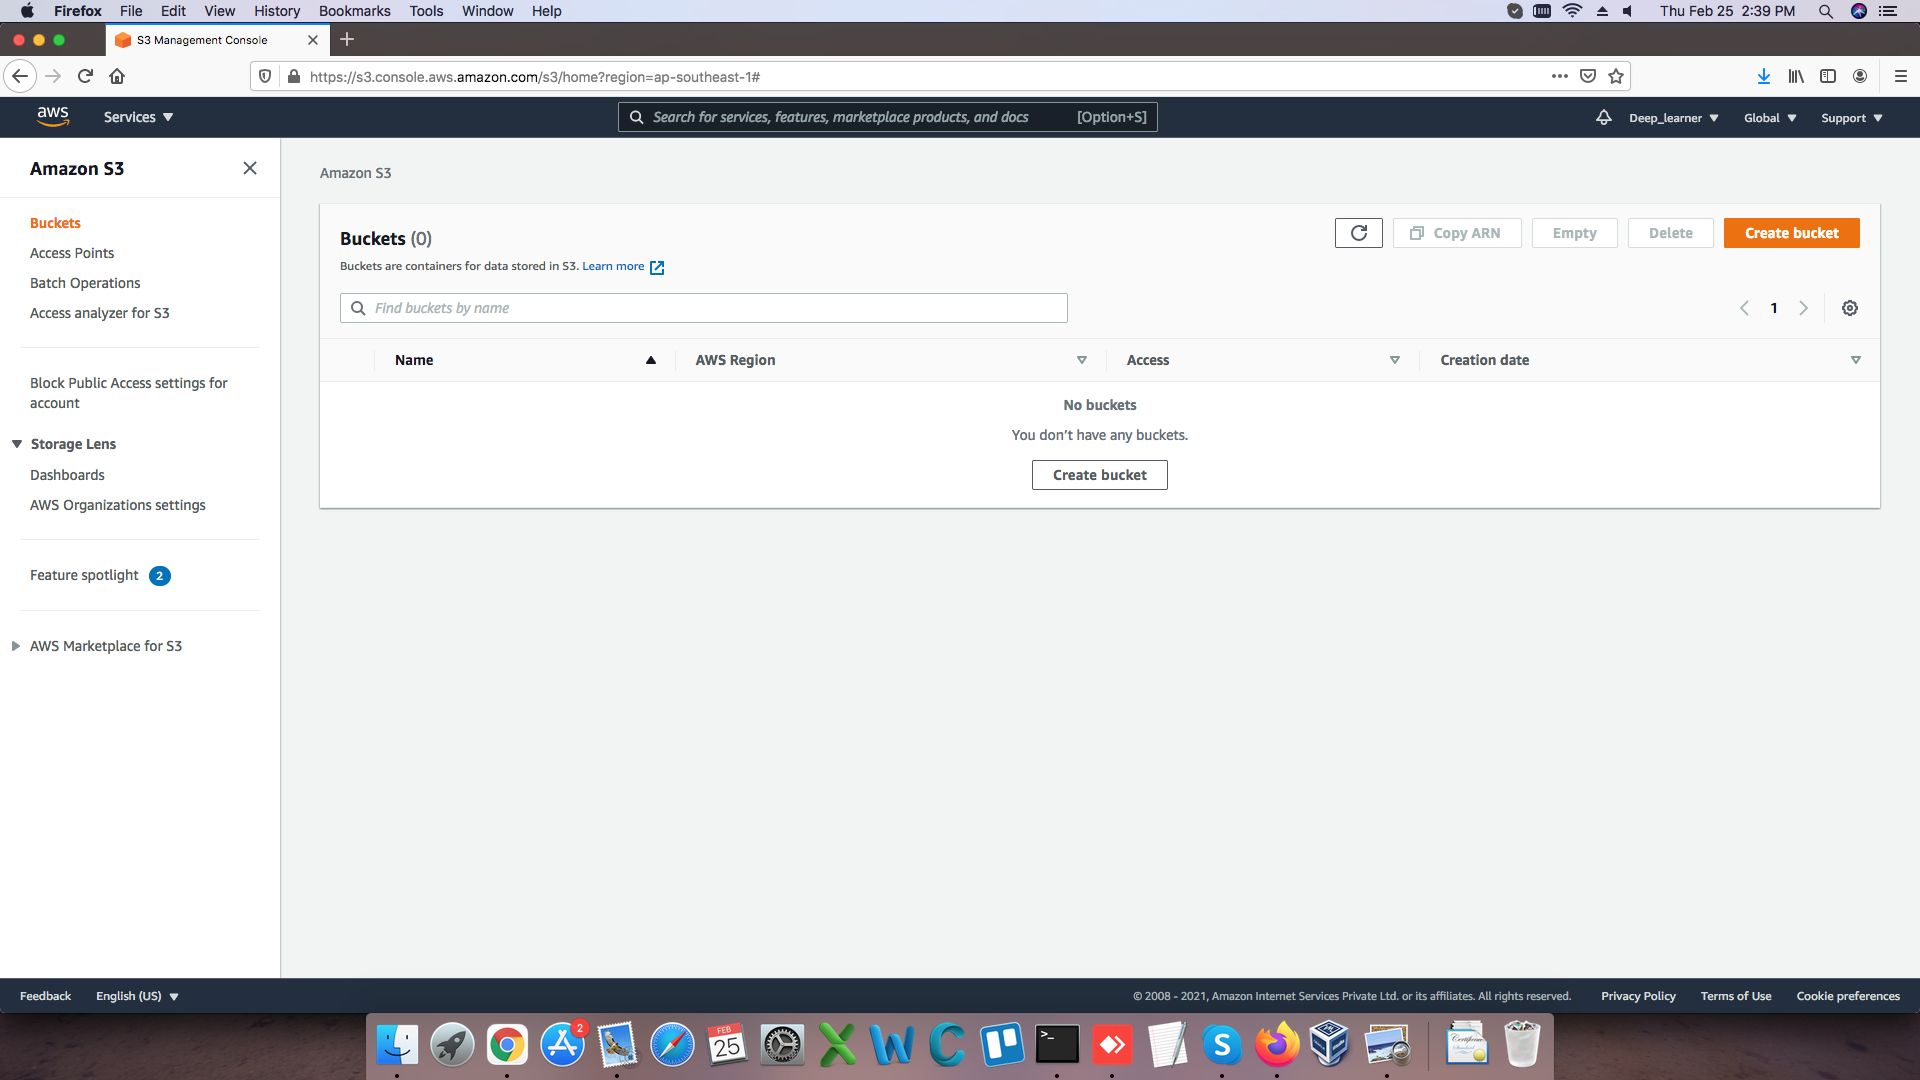 Firefox File Edit View History Bookmarks Tools Window Help Thu Feb 25 2:39 PM
S3 Management Console
https://s3.console.aws.amazon.com/s3/home?region=ap-southeast-1#
aws Services Search for services, features, marketplace products, and docs [Option+S] Deep_learner Global Support
Amazon S3
Buckets
Access Points
Batch Operations
Access analyzer for S3
Block Public Access settings for
account
Storage Lens
Dashboards
AWS Organizations settings
Feature spotlight 2
AWS Marketplace for S3
Amazon S3
Buckets (0)
Copy ARN Empty Delete Create bucket
Buckets are containers for data stored in S3. Learn more
Find buckets by name
1
Name AWS Region Access Creation date
No buckets
You don't have any buckets.
Create bucket
Feedback English (US) © 2008 - 2021, Amazon Internet Services Private Ltd. or its affiliates. All rights reserved. Privacy Policy Terms of Use Cookie preferences
2
FEB
25